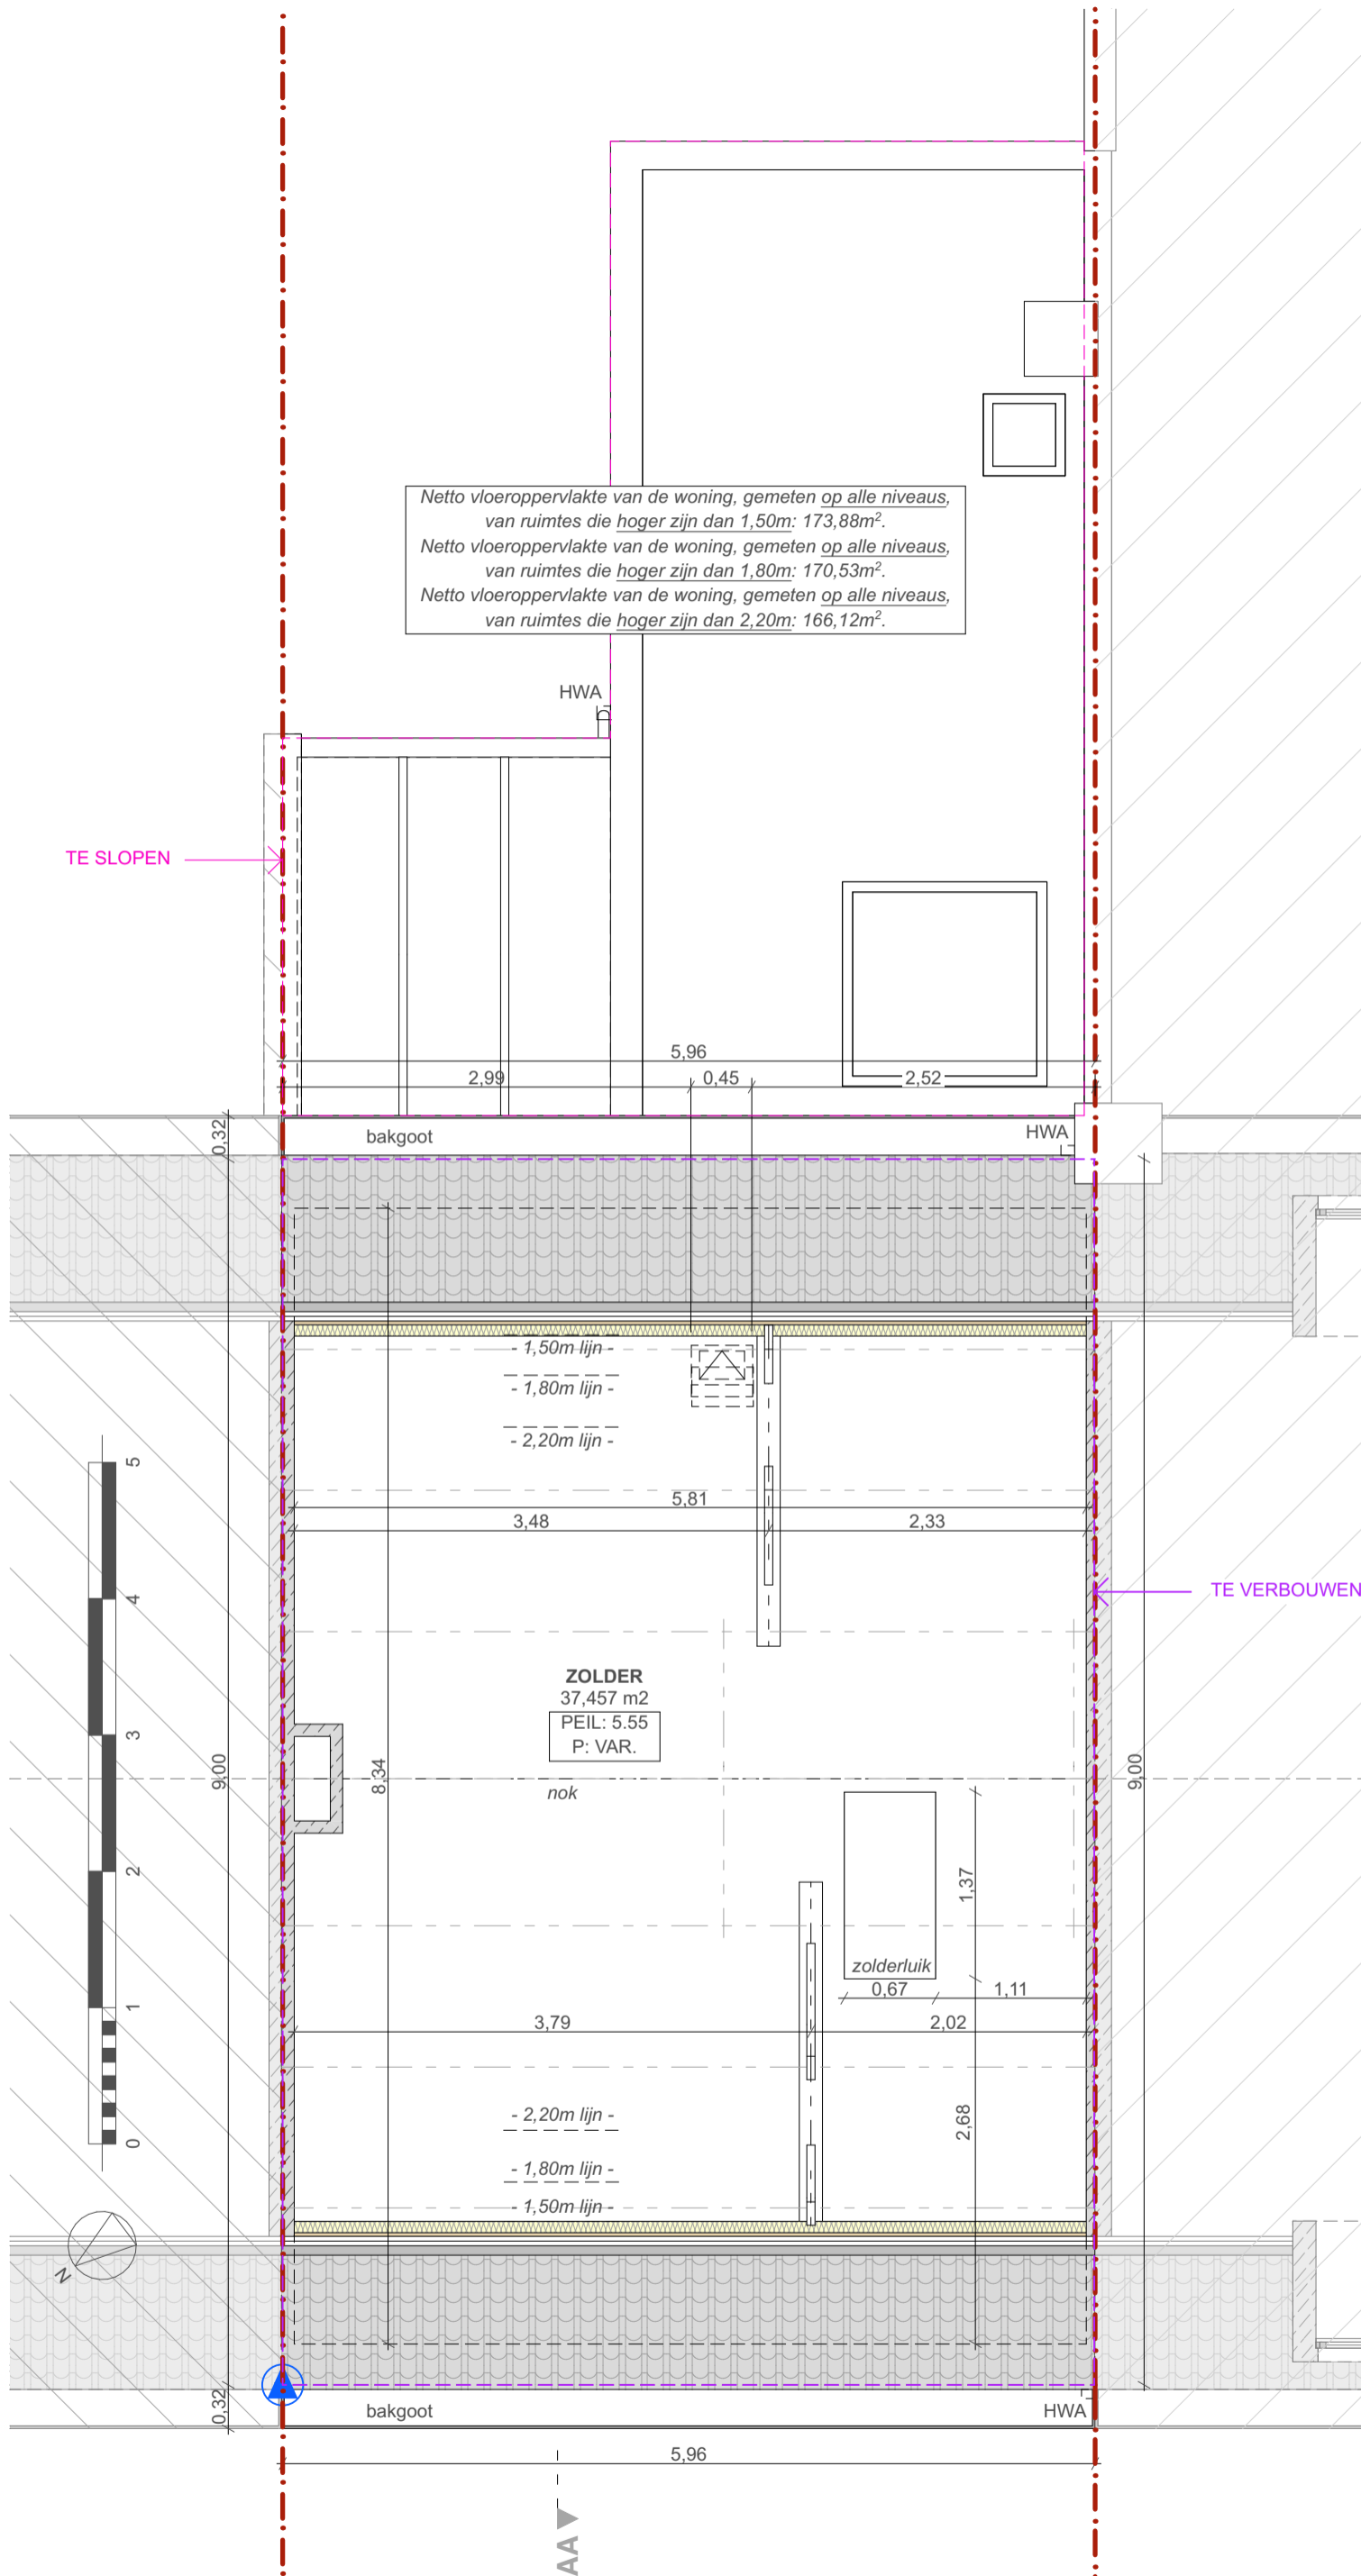 Netto vloeroppervlakte van de woning, gemeten op alle niveaus,
van ruimtes die hoger zijn dan 1,50m: 173,88m².
Netto vloeroppervlakte van de woning, gemeten op alle niveaus,
van ruimtes die hoger zijn dan 1,80m: 170,53m².
Netto vloeroppervlakte van de woning, gemeten op alle niveaus,
van ruimtes die hoger zijn dan 2,20m: 166,12m².
HWA
TE SLOPEN
5,96
2,99 0,45 2,52
0,32
bakgoot
HWA
- 1,50m lijn -
- 1,80m lijn -
- 2,20m lijn -
5
5,81
3,48 2,33
4
TE VERBOUWEN
ZOLDER
37,457 m2
PEIL: 5.55
P: VAR.
3
9,00
8,34
9,00
nok
2
1,37
zolderluik
1
0,67 1,11
3,79 2,02
- 2,20m lijn -
2,68
0
- 1,80m lijn -
- 1,50m lijn -
N
0,32
bakgoot
HWA
5,96
AA